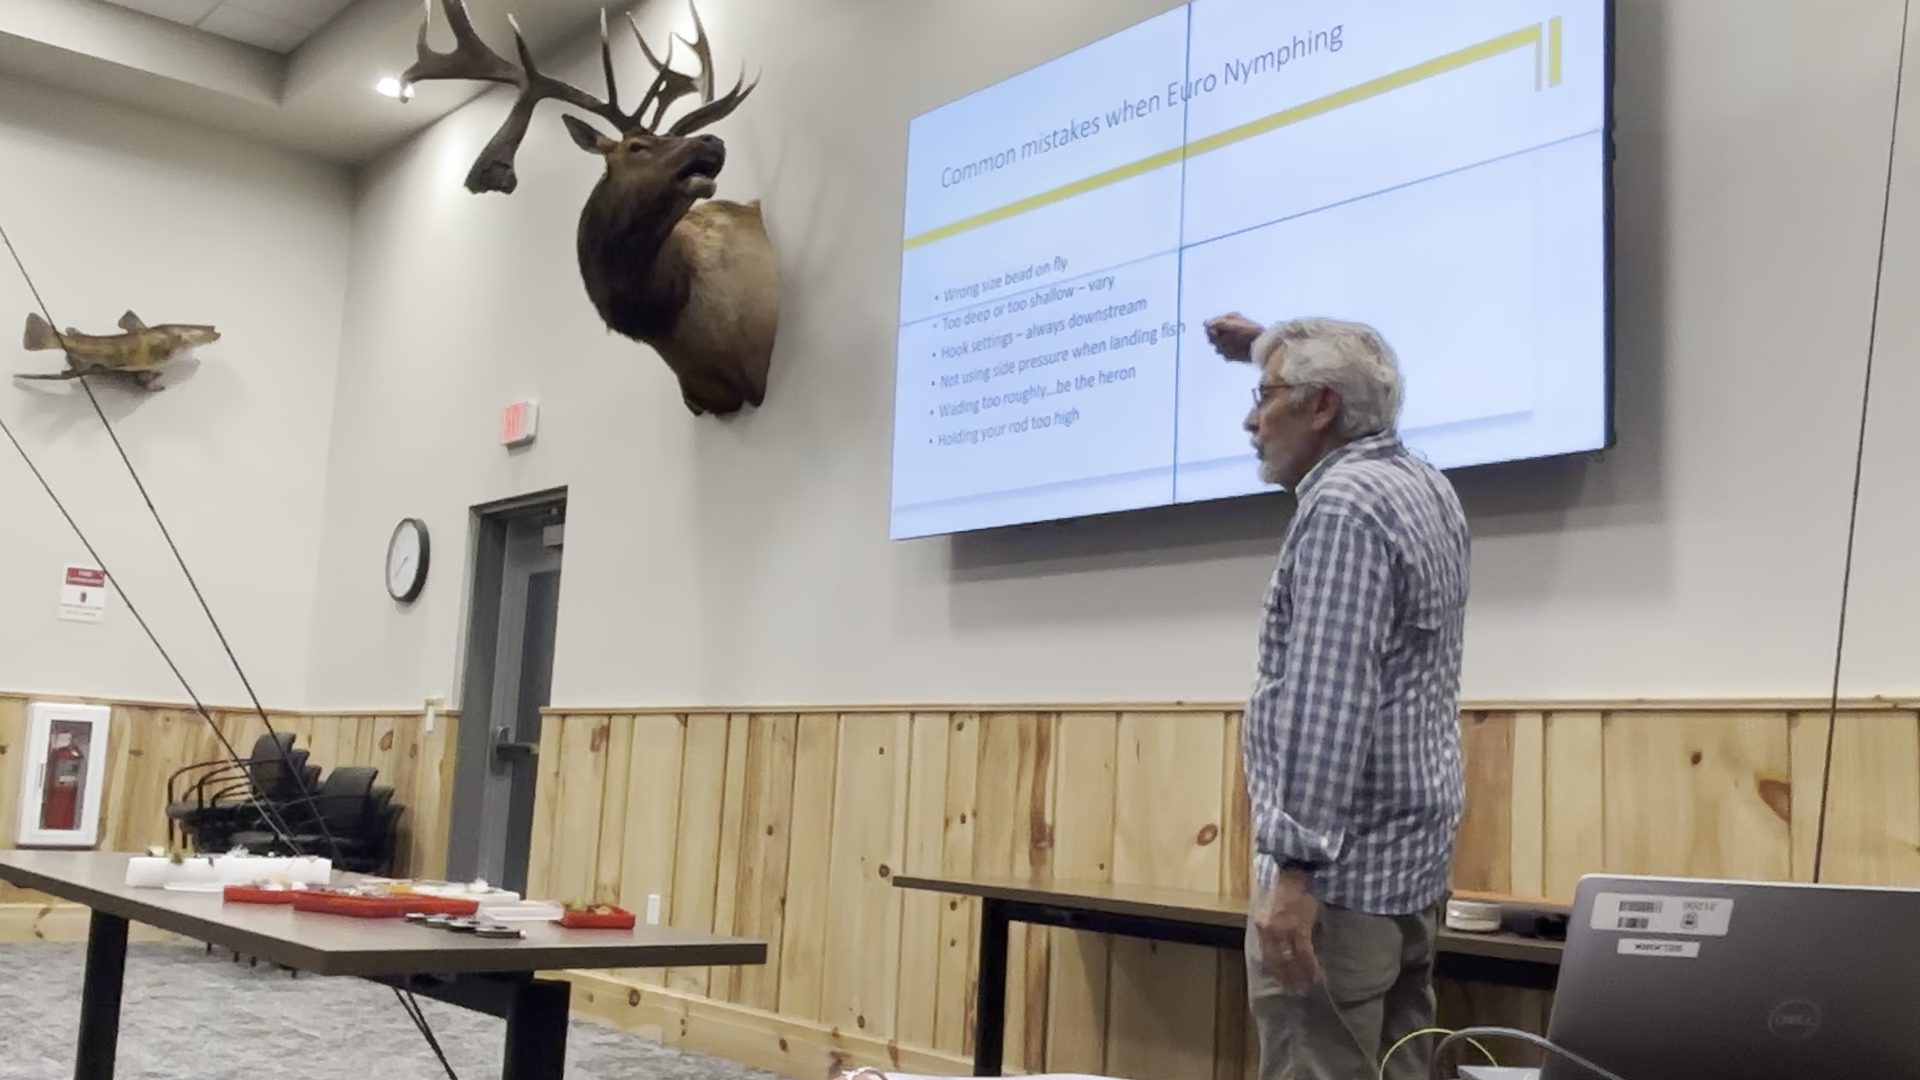 Common mistakes when Euro Nymphing
• Wrong size bead on fly
• Too deep or too shallow – vary
• Hook settings – always downstream
• Not using side pressure when landing fish
• Wading too roughly...be the heron
• Holding your rod too high
DELL